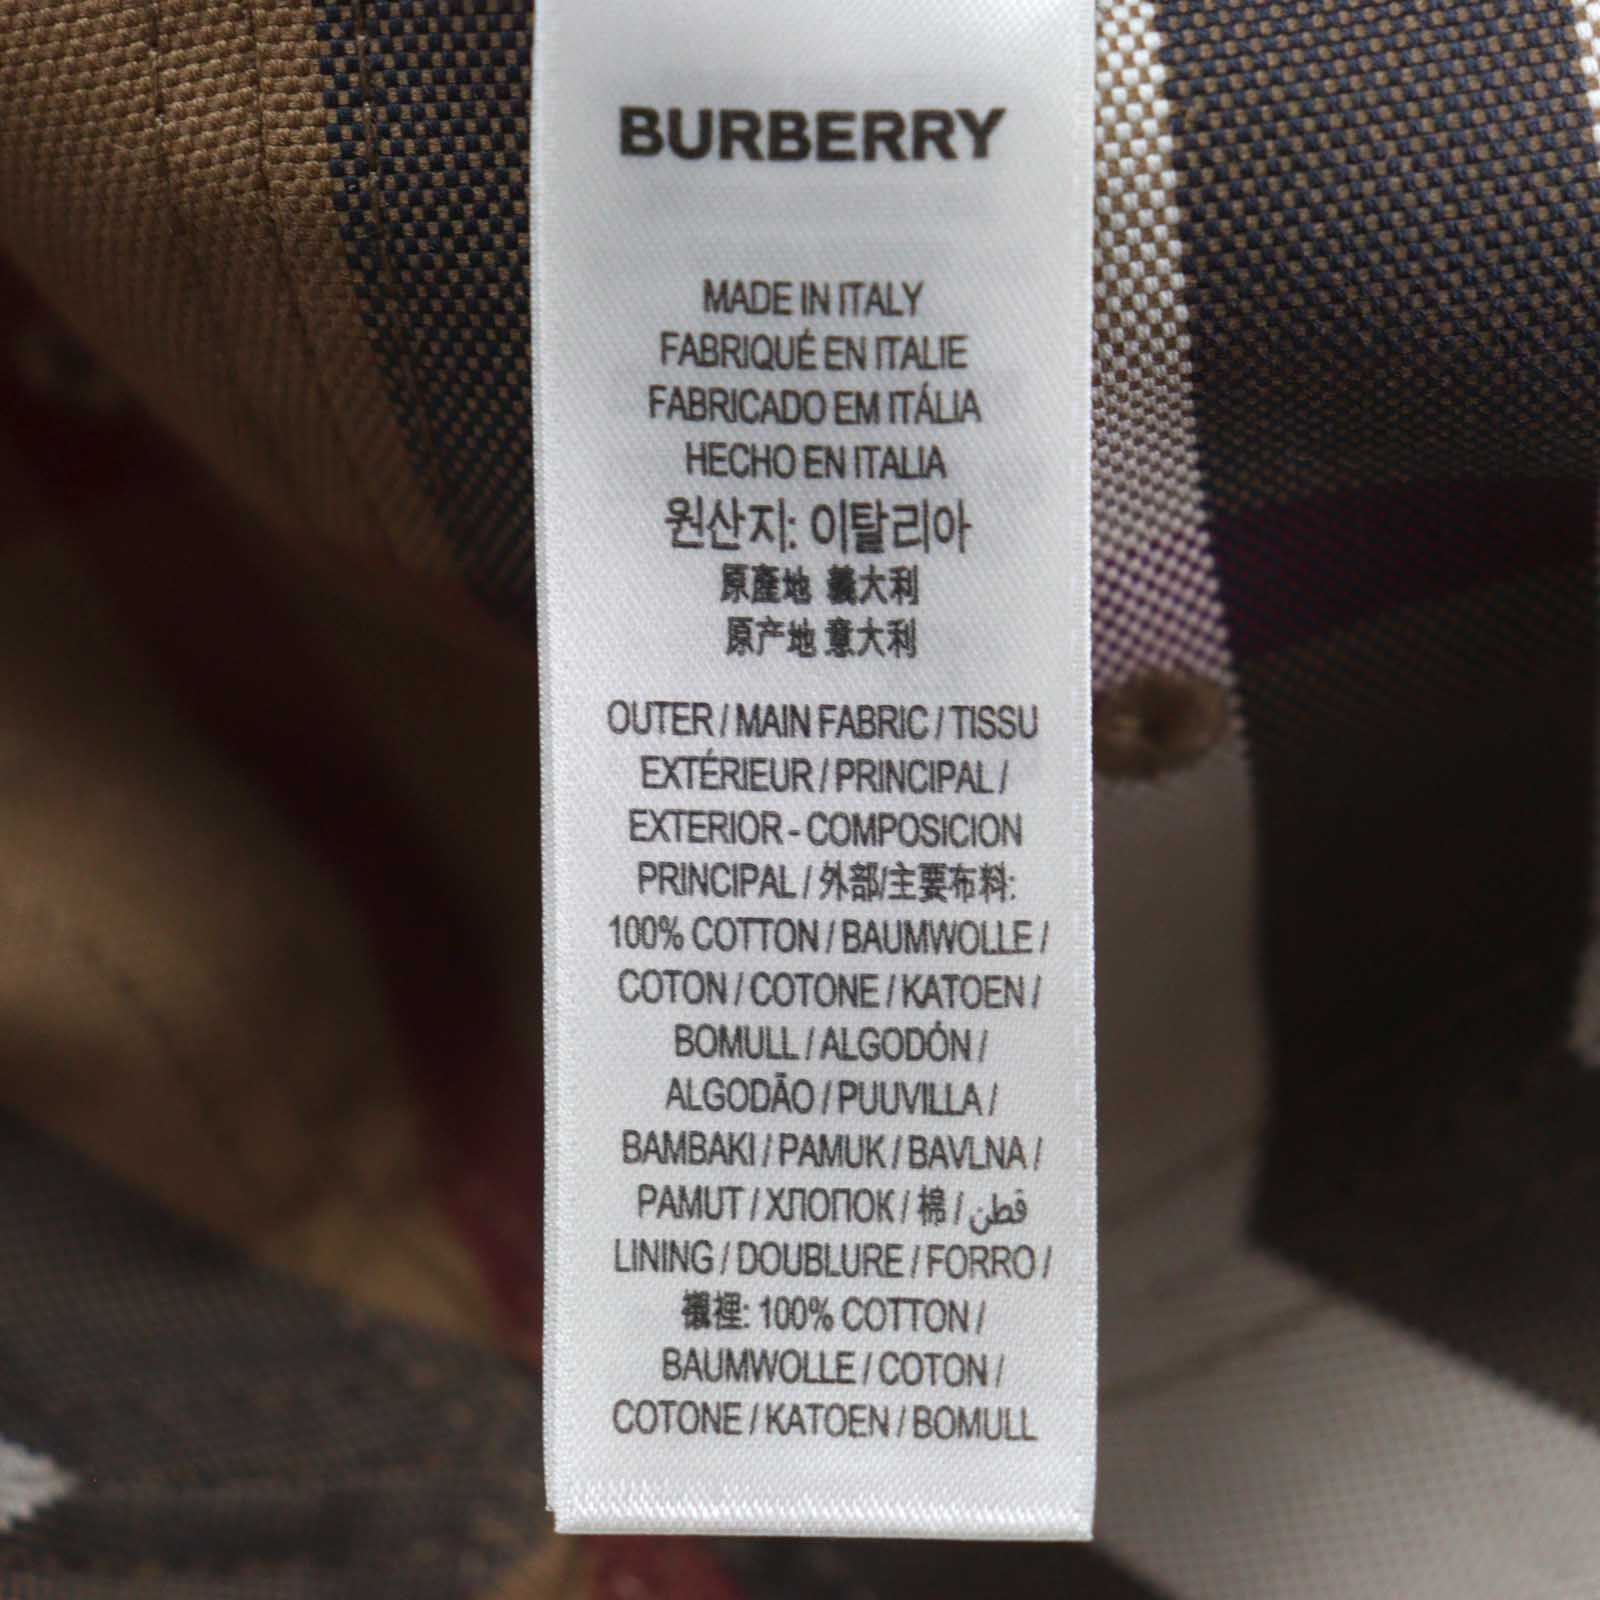 BURBERRY
MADE IN ITALY
FABRIQUÉ EN ITALIE
FABRICADO EM ITÁLIA
HECHO EN ITALIA
원산지: 이탈리아
原產地 義大利
原产地 意大利
OUTER / MAIN FABRIC / TISSU
EXTÉRIEUR / PRINCIPAL /
EXTERIOR - COMPOSICION
PRINCIPAL / 外部/主要布料:
100% COTTON / BAUMWOLLE /
COTON / COTONE / KATOEN /
BOMULL / ALGODÓN /
ALGODÃO / PUUVILLA /
BAMBAKI / PAMUK / BAVLNA /
PAMUT / ХЛОПОК / 棉 / قطن
LINING / DOUBLURE / FORRO /
襯裡: 100% COTTON /
BAUMWOLLE / COTON /
COTONE / KATOEN / BOMULL